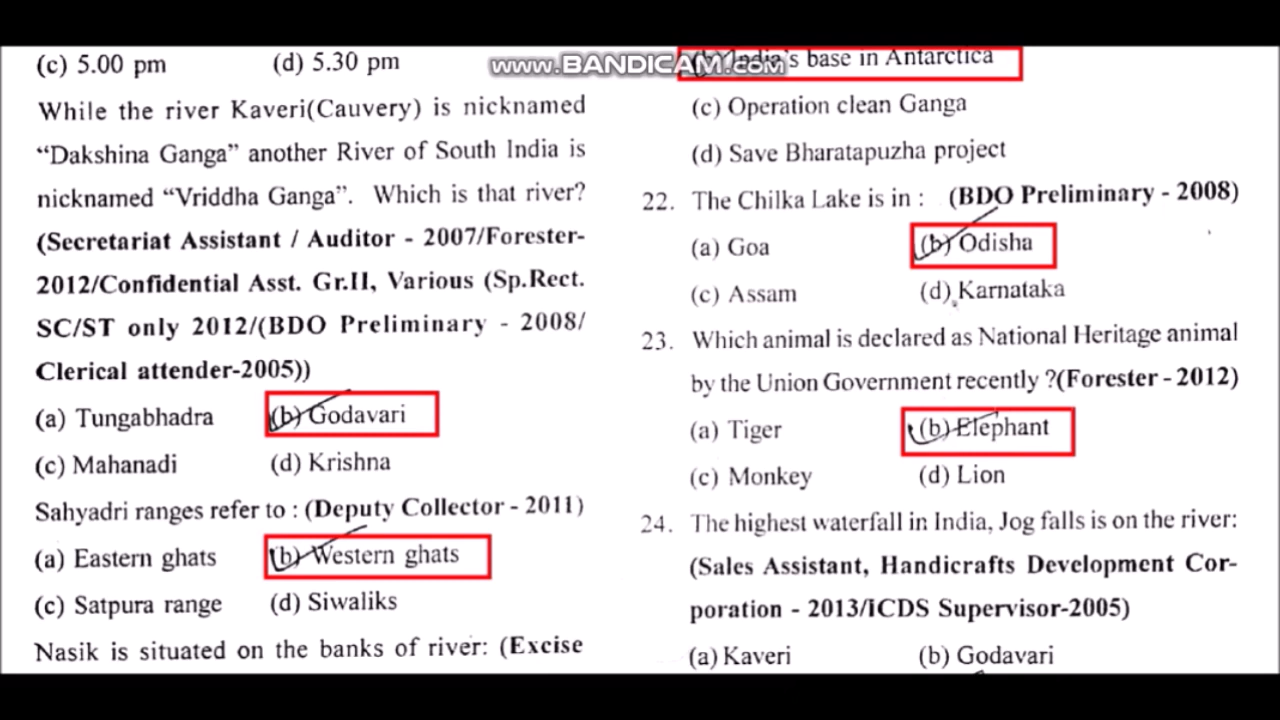 www.BANDICAM.com
(c) 5.00 pm (d) 5.30 pm
While the river Kaveri(Cauvery) is nicknamed
“Dakshina Ganga” another River of South India is
nicknamed “Vriddha Ganga”. Which is that river?
(Secretariat Assistant / Auditor - 2007/Forester-
2012/Confidential Asst. Gr.II, Various (Sp.Rect.
SC/ST only 2012/(BDO Preliminary - 2008/
Clerical attender-2005))
(a) Tungabhadra (b) Godavari
(c) Mahanadi (d) Krishna
Sahyadri ranges refer to : (Deputy Collector - 2011)
(a) Eastern ghats (b) Western ghats
(c) Satpura range (d) Siwaliks
Nasik is situated on the banks of river: (Excise
(b) India's base in Antarctica
(c) Operation clean Ganga
(d) Save Bharatapuzha project
22. The Chilka Lake is in : (BDO Preliminary - 2008)
(a) Goa (b) Odisha
(c) Assam (d) Karnataka
23. Which animal is declared as National Heritage animal
by the Union Government recently ?(Forester - 2012)
(a) Tiger (b) Elephant
(c) Monkey (d) Lion
24. The highest waterfall in India, Jog falls is on the river:
(Sales Assistant, Handicrafts Development Cor-
poration - 2013/iCDS Supervisor-2005)
(a) Kaveri (b) Godavari